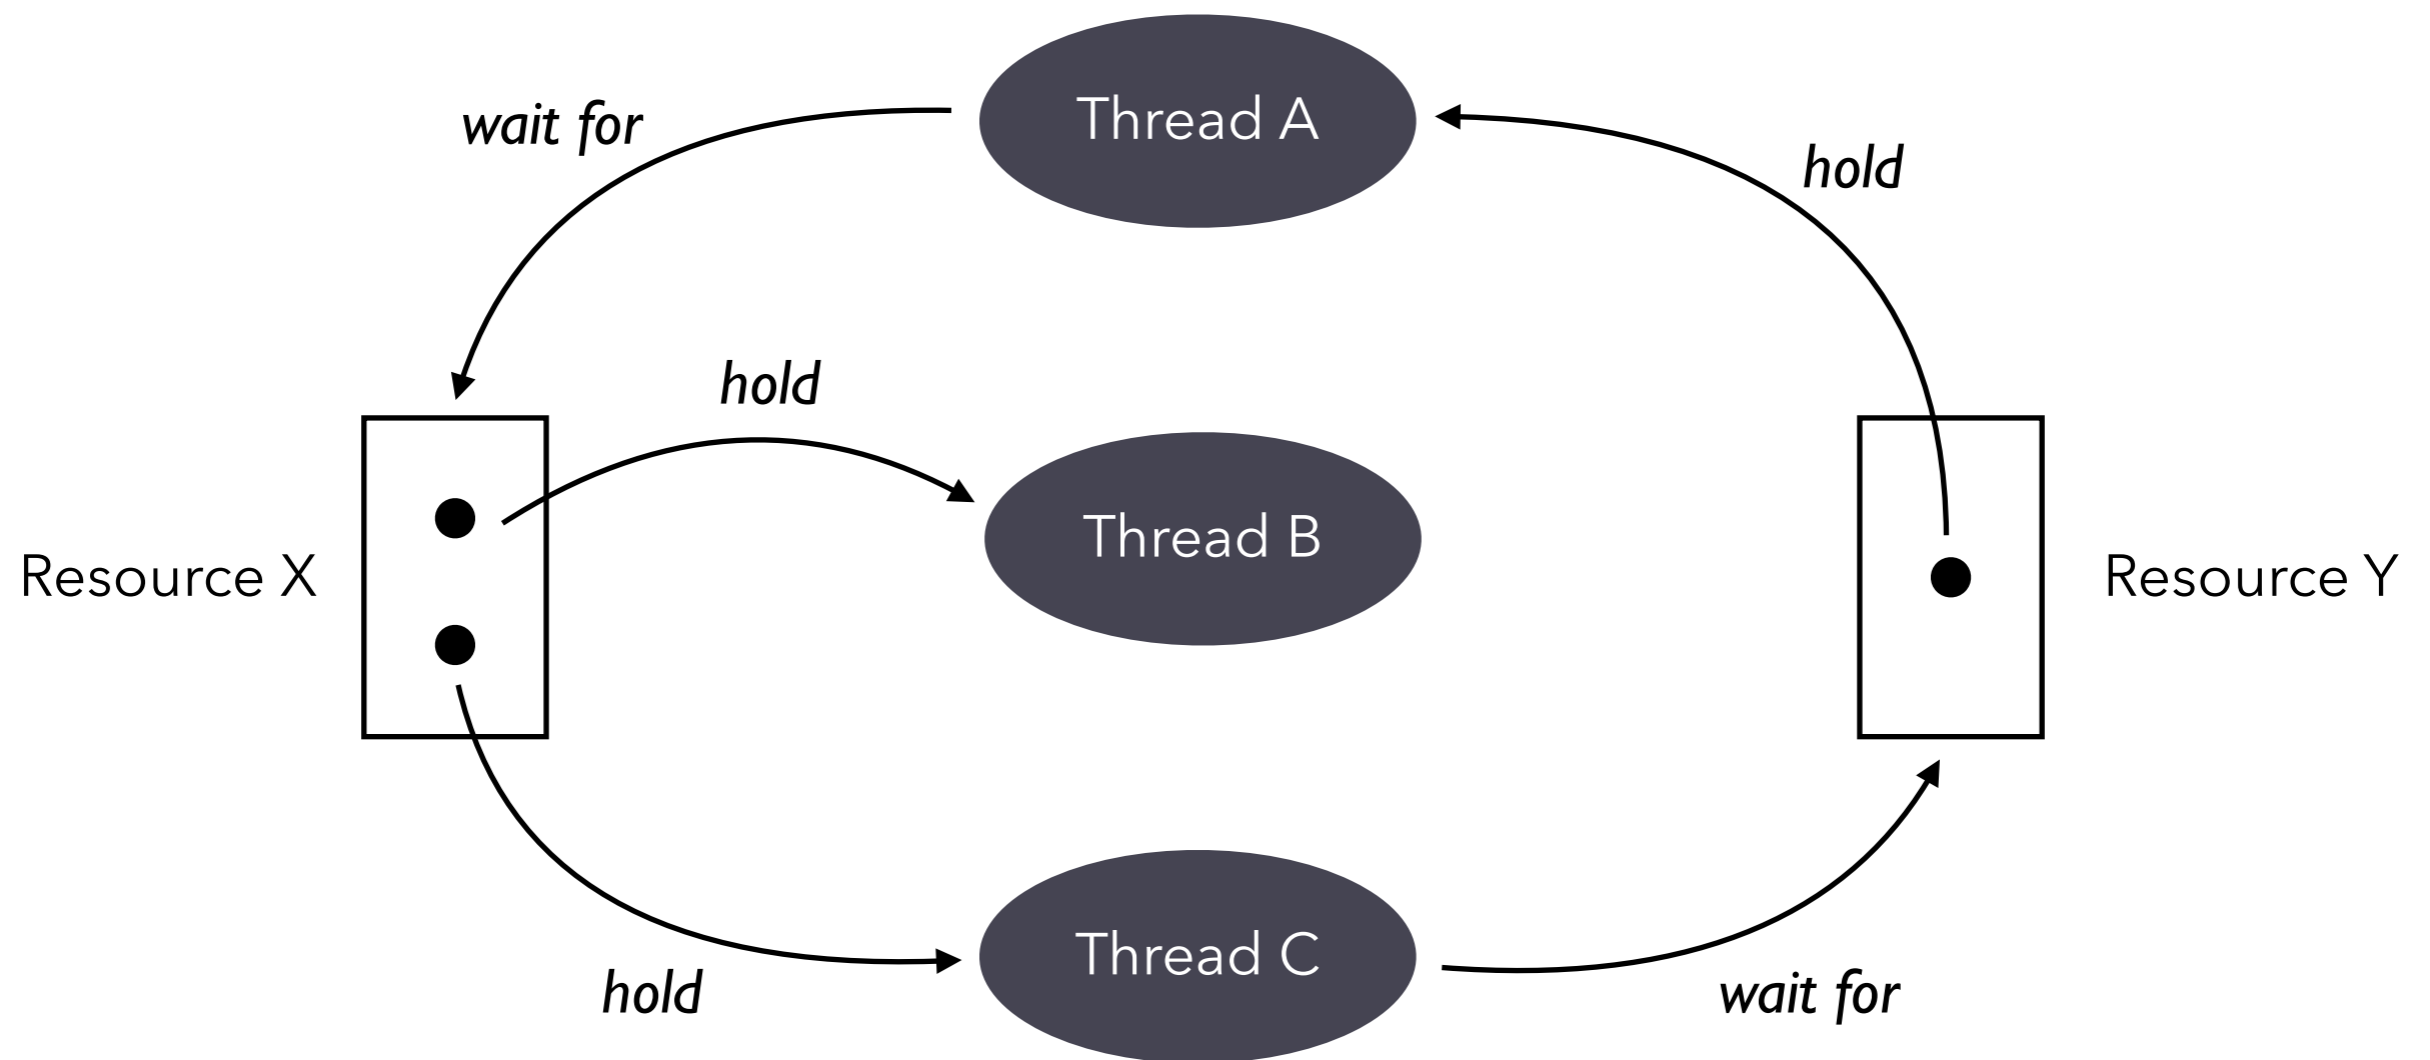 Thread A
wait for
hold
hold
Thread B
Resource X
Resource Y
Thread C
hold
wait for